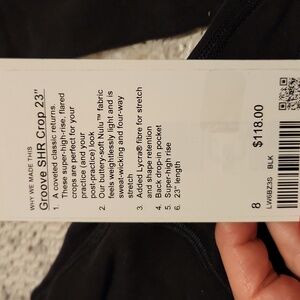 WHY WE MADE THIS
Groove SHR Crop 23"
1. A coveted classic returns.
These super-high-rise, flared
crops are perfect for your
practice (and your
post-practice) look
2. Our buttery-soft Nulu™ fabric
feels weightlessly light and is
sweat-wicking and four-way
stretch
3. Added Lycra® fibre for stretch
and shape retention
4. Back drop-in pocket
5. Super-high rise
6. 23" length
8
$118.00
LW6BZ3S BLK